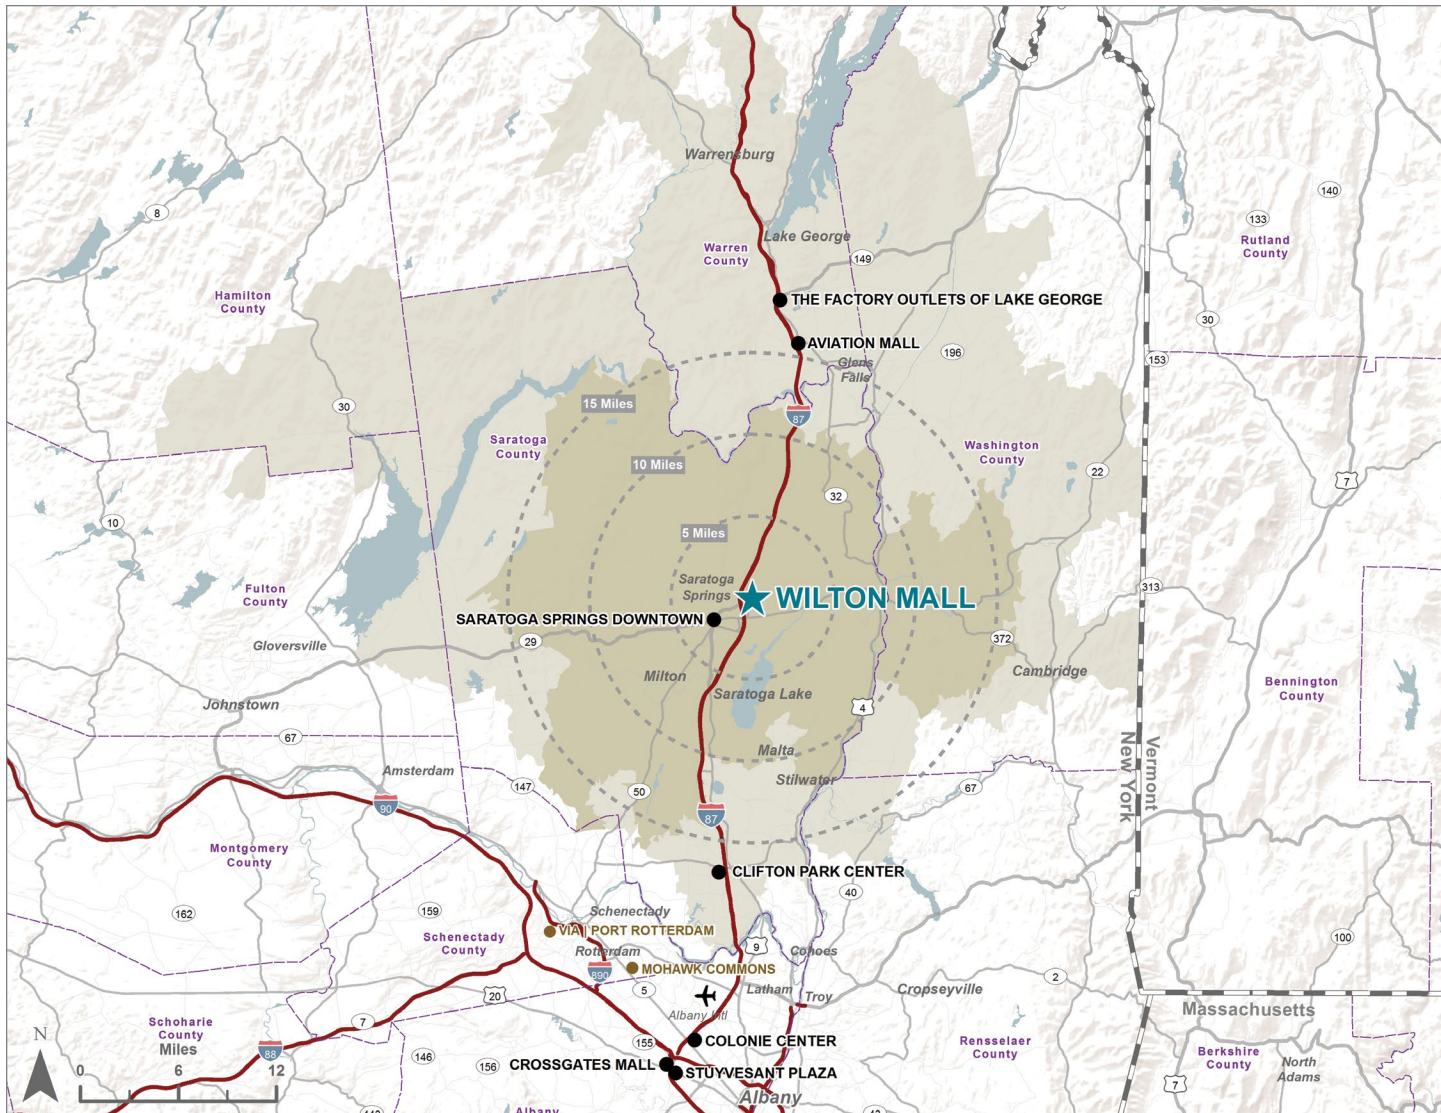 Warrensburg
8
140
133
Rutland
County
Lake George
Warren
County
149
Hamilton
County
THE FACTORY OUTLETS OF LAKE GEORGE
30
AVIATION MALL
196
153
Glens
Falls
15 Miles
30
87
Saratoga
County
Washington
County
10 Miles
22
7
32
10
5 Miles
Saratoga
Springs
WILTON MALL
Fulton
County
313
SARATOGA SPRINGS DOWNTOWN
29
372
Gloversville
Milton
Cambridge
Saratoga Lake
Bennington
County
Johnstown
4
67
Malta
Vermont
New York
Amsterdam
Stilwater
147
50
67
90
87
Montgomery
County
CLIFTON PARK CENTER
40
162
159
Schenectady
VIA PORT ROTTERDAM
Schenectady
County
100
Rotterdam
9
Cohoes
890
MOHAWK COMMONS
2
5
20
Latham
Troy
Cropseyville
Albany Intl
Massachusetts
Schoharie
County
7
N
Miles
155
COLONIE CENTER
Rensselaer
County
88
146
Berkshire
County
North
Adams
0
6
12
156
CROSSGATES MALL
STUYVESANT PLAZA
7
Albany
Albany